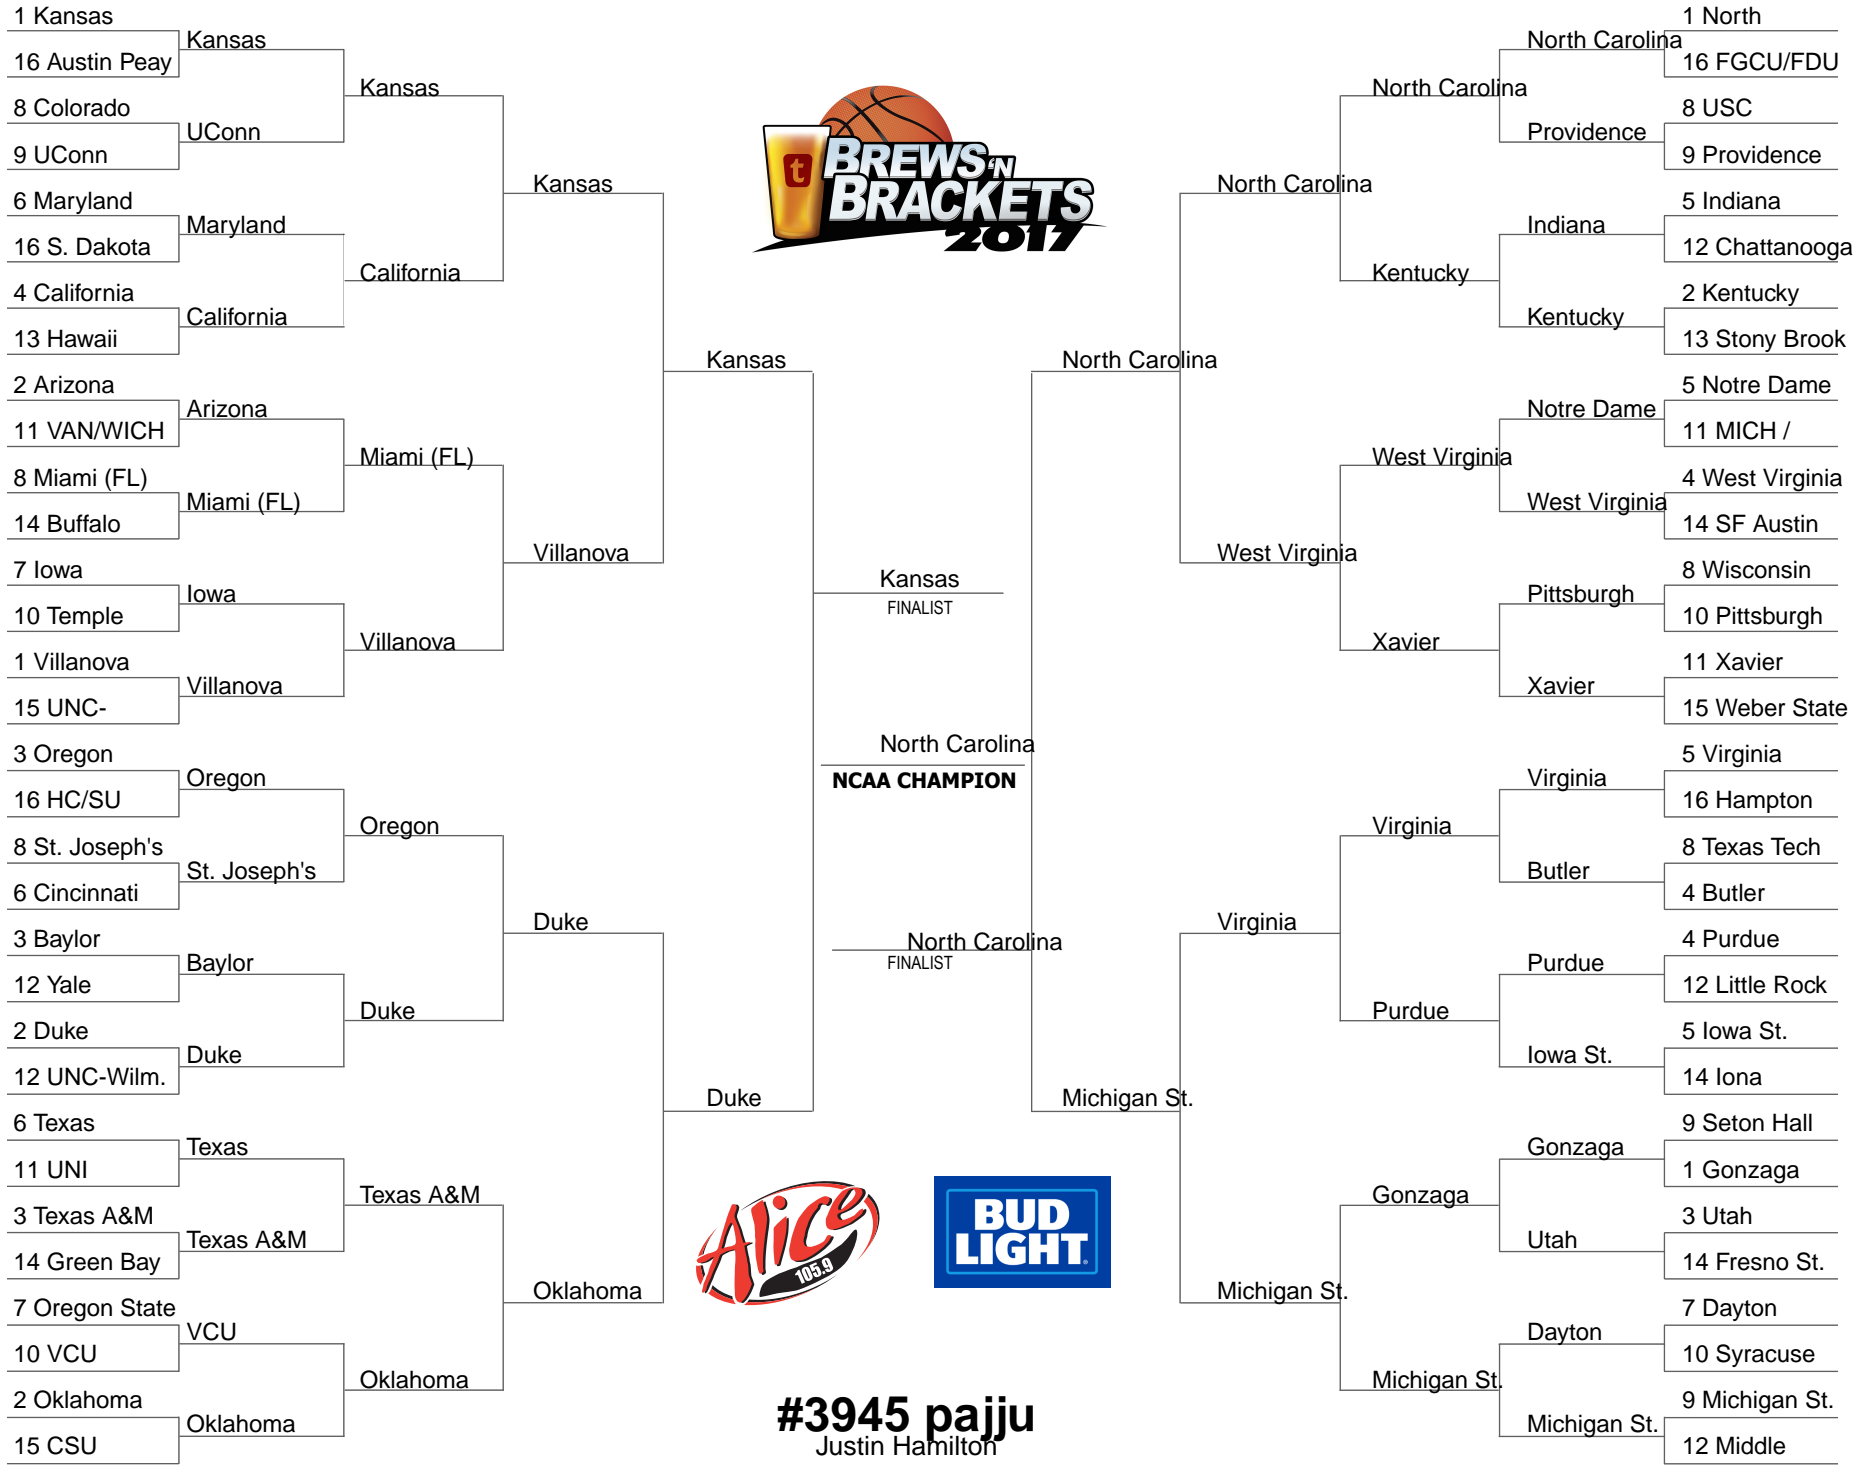 1 Kansas
16 Austin Peay
8 Colorado
9 UConn
6 Maryland
16 S. Dakota
4 California
13 Hawaii
2 Arizona
11 VAN/WICH
8 Miami (FL)
14 Buffalo
7 Iowa
10 Temple
1 Villanova
15 UNC-
3 Oregon
16 HC/SU
8 St. Joseph's
6 Cincinnati
3 Baylor
12 Yale
2 Duke
12 UNC-Wilm.
6 Texas
11 UNI
3 Texas A&M
14 Green Bay
7 Oregon State
10 VCU
2 Oklahoma
15 CSU
Kansas
UConn
Maryland
California
Arizona
Miami (FL)
Iowa
Villanova
Oregon
St. Joseph's
Baylor
Duke
Texas
Texas A&M
VCU
Oklahoma
Kansas
California
Miami (FL)
Villanova
Oregon
Duke
Texas A&M
Oklahoma
Kansas
Villanova
Duke
Oklahoma
Kansas
Duke
t
BREWS 'N
BRACKETS
2017
Kansas
FINALIST
North Carolina
NCAA CHAMPION
North Carolina
FINALIST
Alice
105.9
BUD
LIGHT
#3945 pajju
Justin Hamilton
North Carolina
Michigan St.
North Carolina
West Virginia
Virginia
Michigan St.
North Carolina
Kentucky
West Virginia
Xavier
Virginia
Purdue
Gonzaga
Michigan St.
North Carolina
Providence
Indiana
Kentucky
Notre Dame
West Virginia
Pittsburgh
Xavier
Virginia
Butler
Purdue
Iowa St.
Gonzaga
Utah
Dayton
Michigan St.
1 North
16 FGCU/FDU
8 USC
9 Providence
5 Indiana
12 Chattanooga
2 Kentucky
13 Stony Brook
5 Notre Dame
11 MICH /
4 West Virginia
14 SF Austin
8 Wisconsin
10 Pittsburgh
11 Xavier
15 Weber State
5 Virginia
16 Hampton
8 Texas Tech
4 Butler
4 Purdue
12 Little Rock
5 Iowa St.
14 Iona
9 Seton Hall
1 Gonzaga
3 Utah
14 Fresno St.
7 Dayton
10 Syracuse
9 Michigan St.
12 Middle